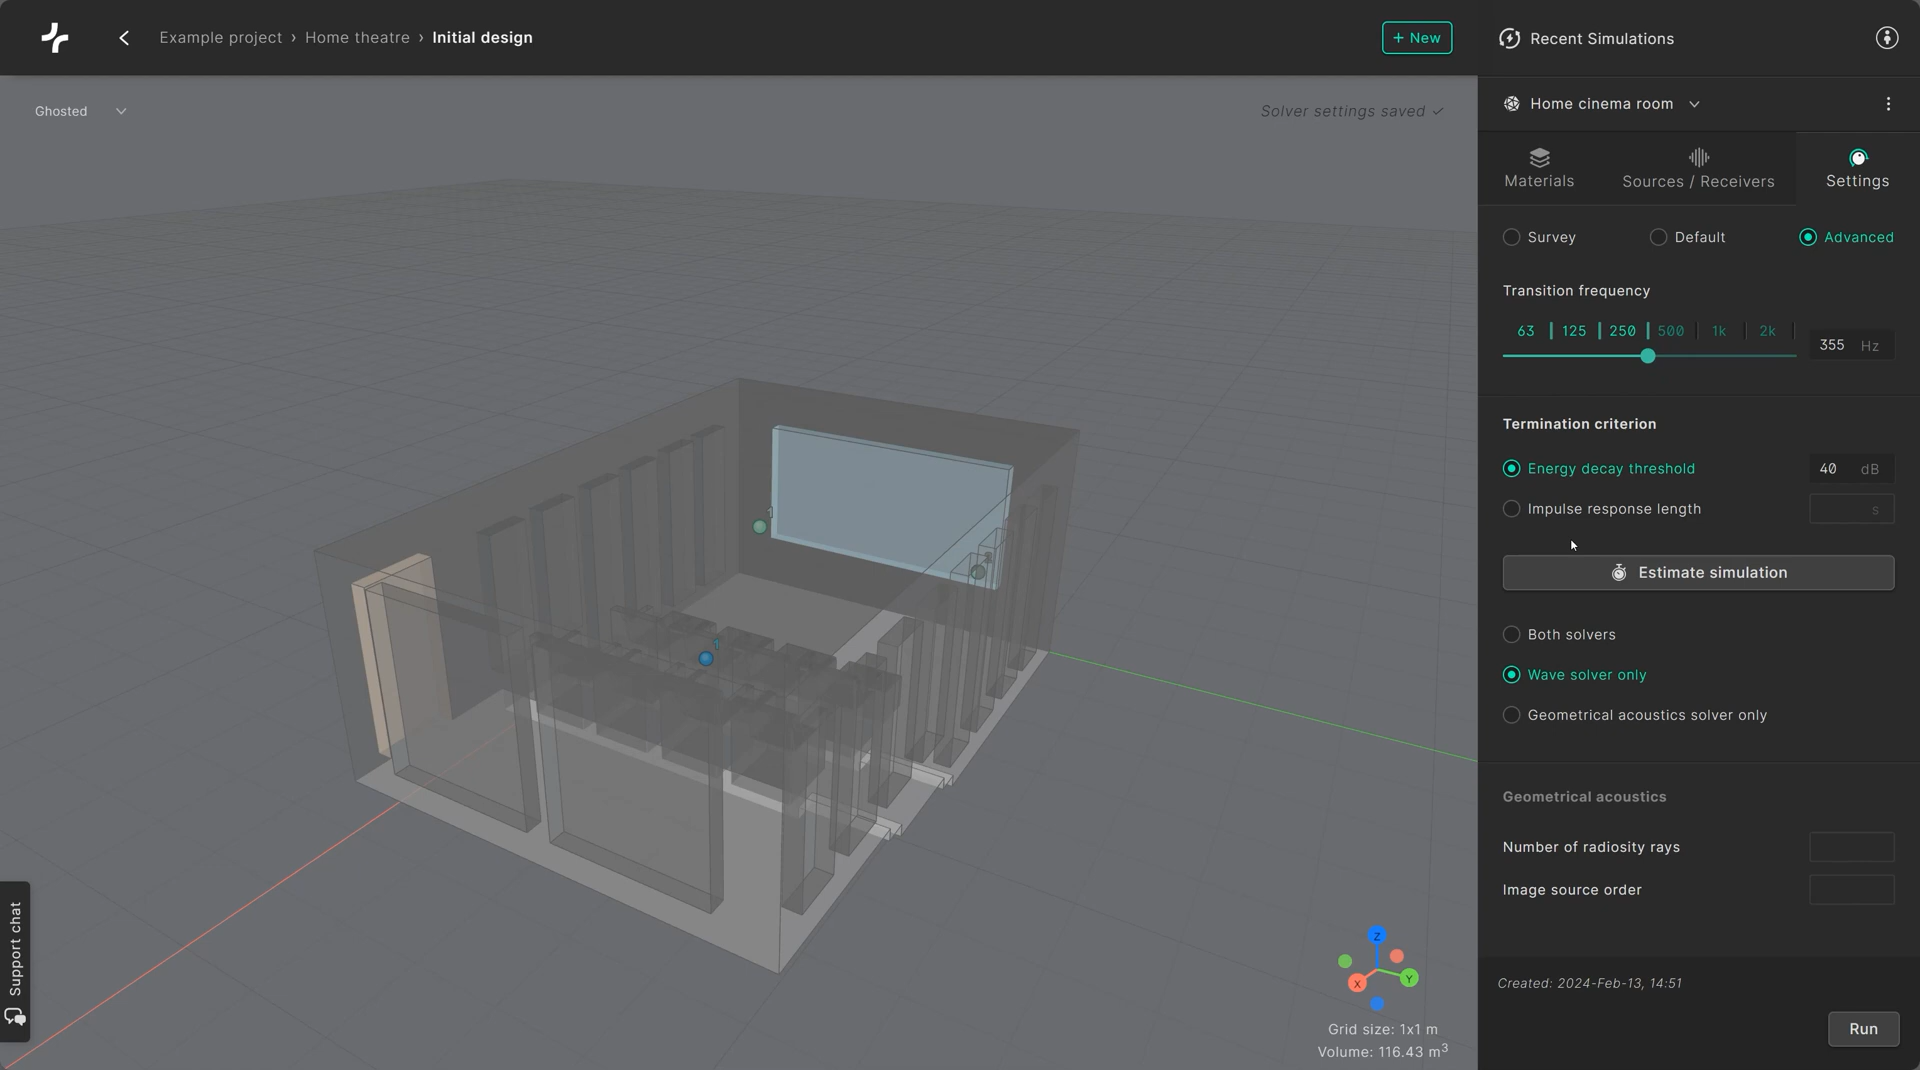 Example project › Home theatre › Initial design
+ New
Recent Simulations
Ghosted
Solver settings saved ✓
Home cinema room
Materials
Sources / Receivers
Settings
Survey
Default
Advanced
Transition frequency
63 125 250 500 1k 2k
355 Hz
Termination criterion
Energy decay threshold
40 dB
Impulse response length
s
Estimate simulation
Both solvers
Wave solver only
Geometrical acoustics solver only
Geometrical acoustics
Number of radiosity rays
Image source order
Created: 2024-Feb-13, 14:51
Run
1
1
Z
X
Y
Grid size: 1x1 m
Volume: 116.43 m³
Support chat